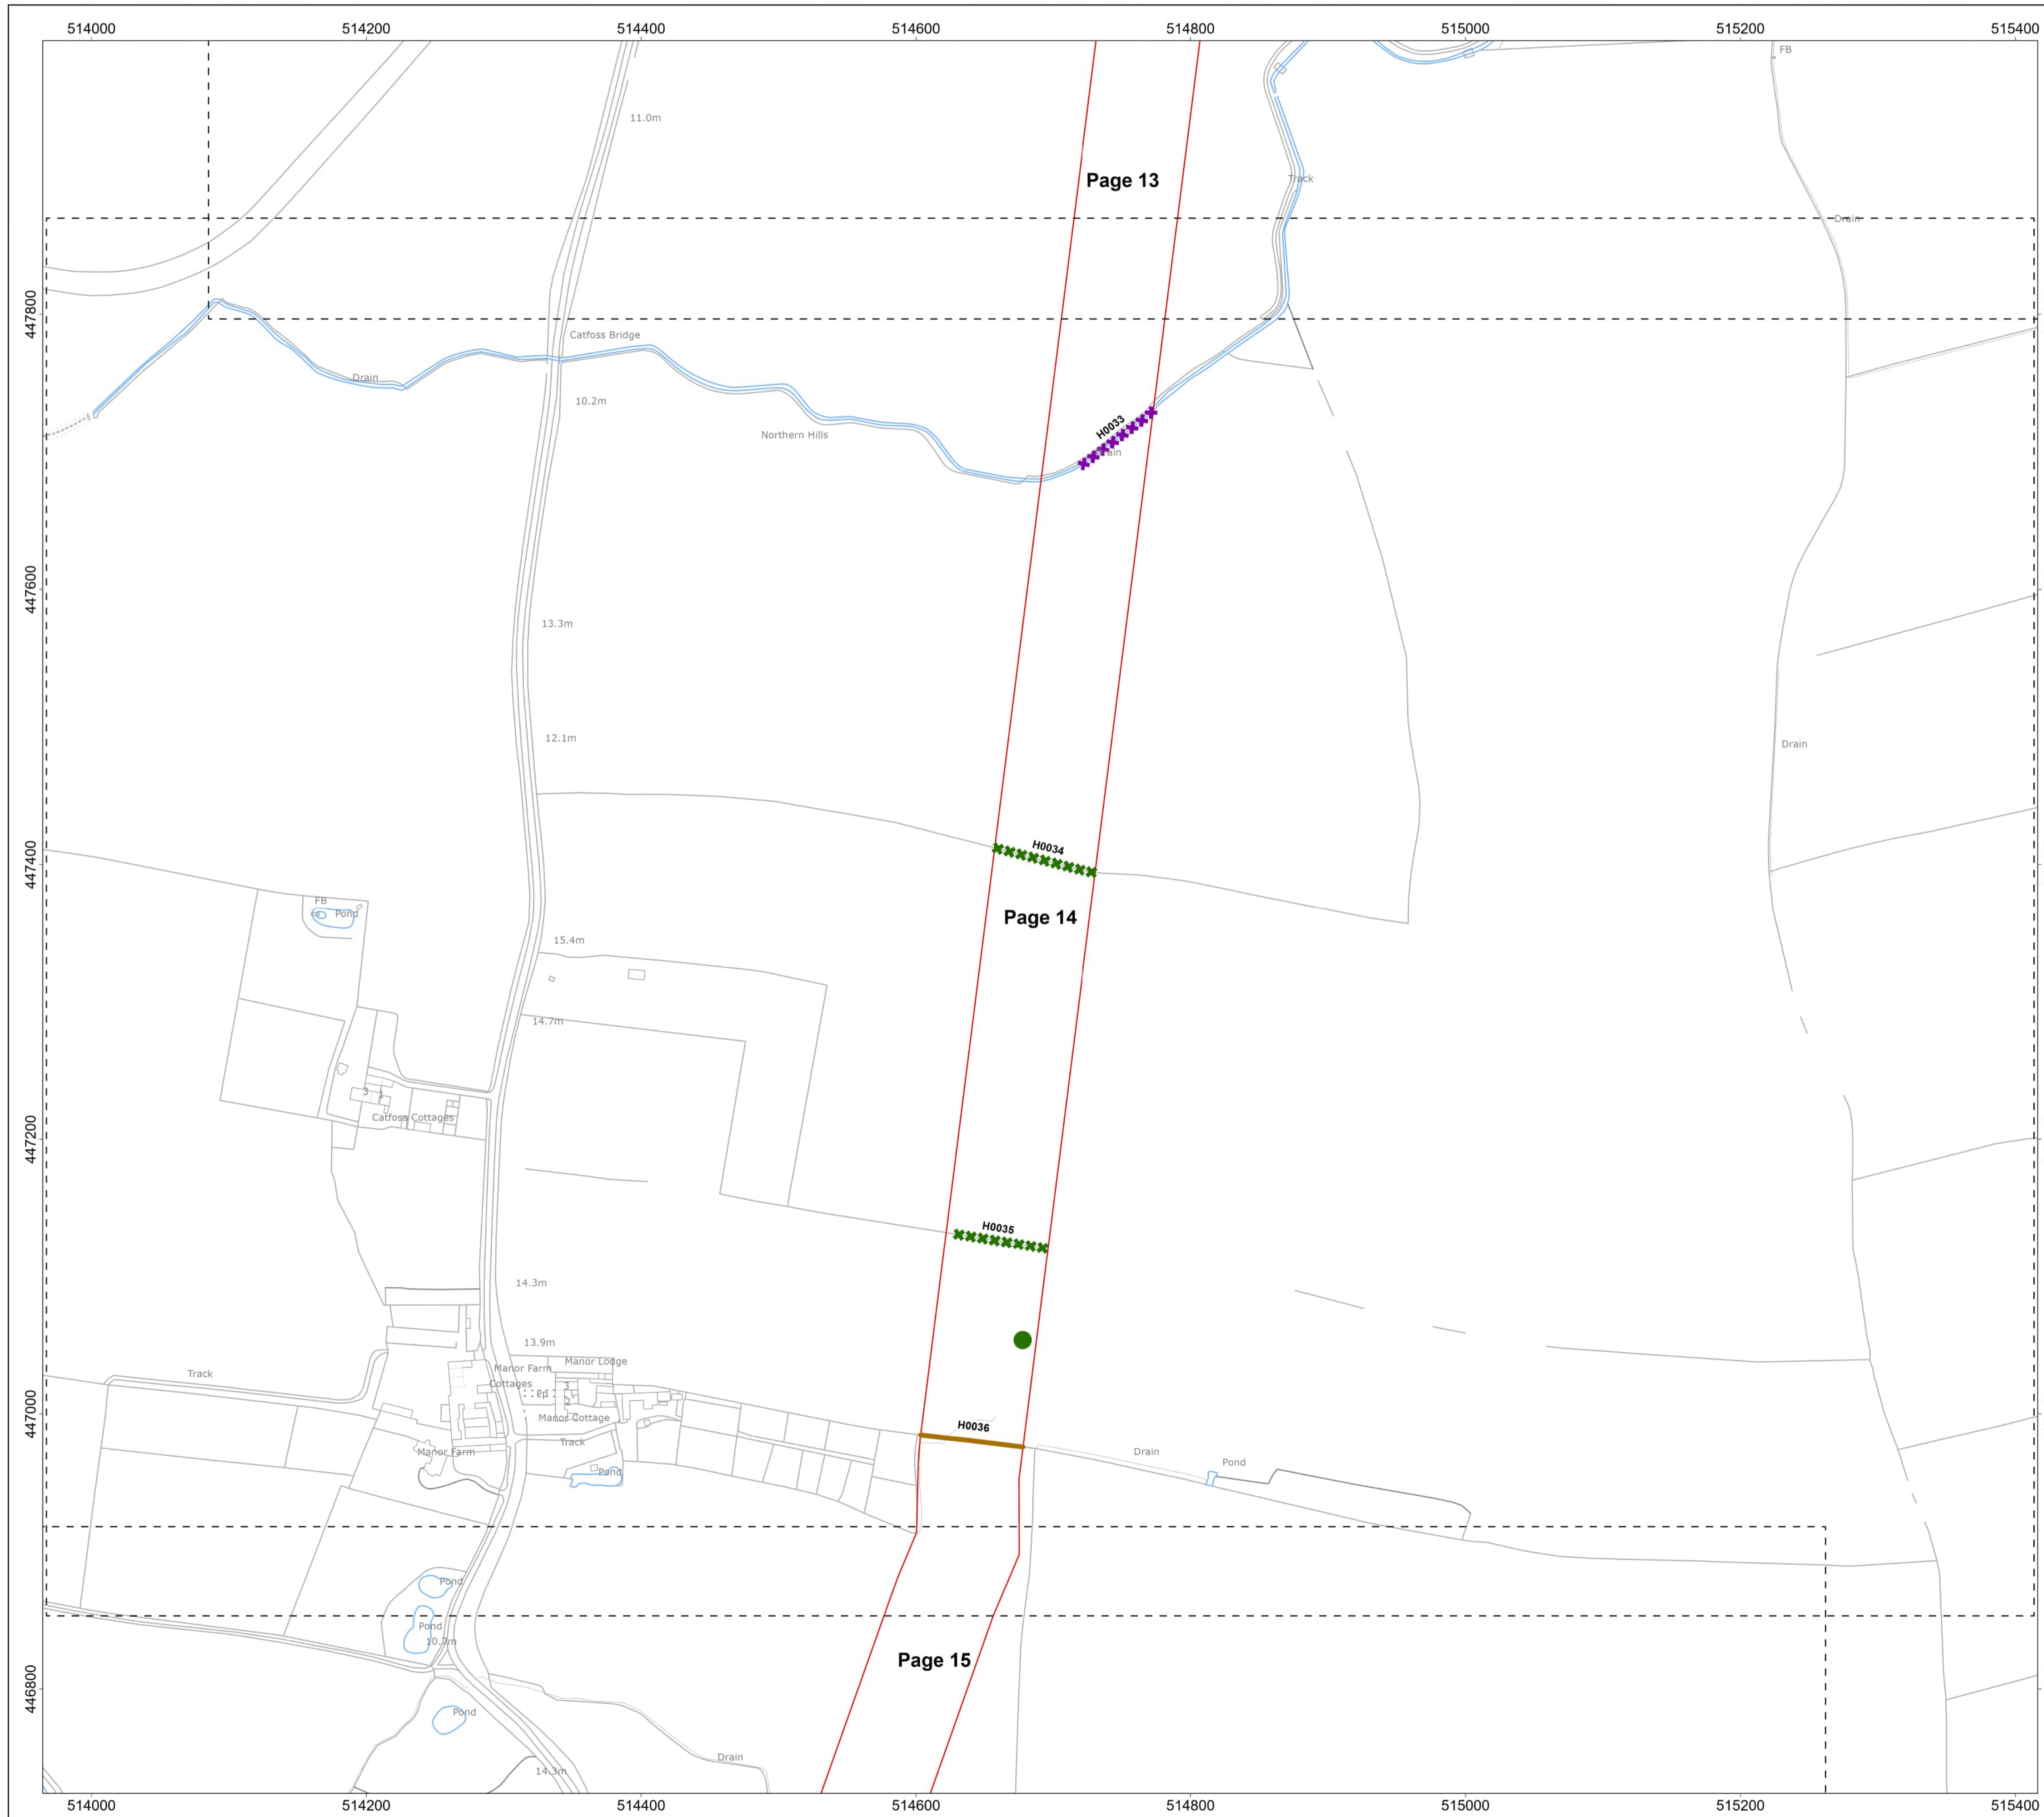 514000 514200 514400 514600 514800 515000 515200 515400
FB
11.0m
Page 13
Track
Drain
447800
Catfoss Bridge
Drain
10.2m
H0033
Northern Hills
447600
13.3m
12.1m
Drain
H0034
447400
FB
Pond
Page 14
15.4m
14.7m
3
1
Catfoss Cottages
447200
H0035
14.3m
13.9m
Manor Lodge
Manor Farm
Cottages
Track
3
2
447000
Manor Cottage
H0036
Track
Manor Farm
Drain
Pond
Pond
Pond
Pond
10.7m
Page 15
446800
Pond
Drain
14.3m
514000 514200 514400 514600 514800 515000 515200 515400